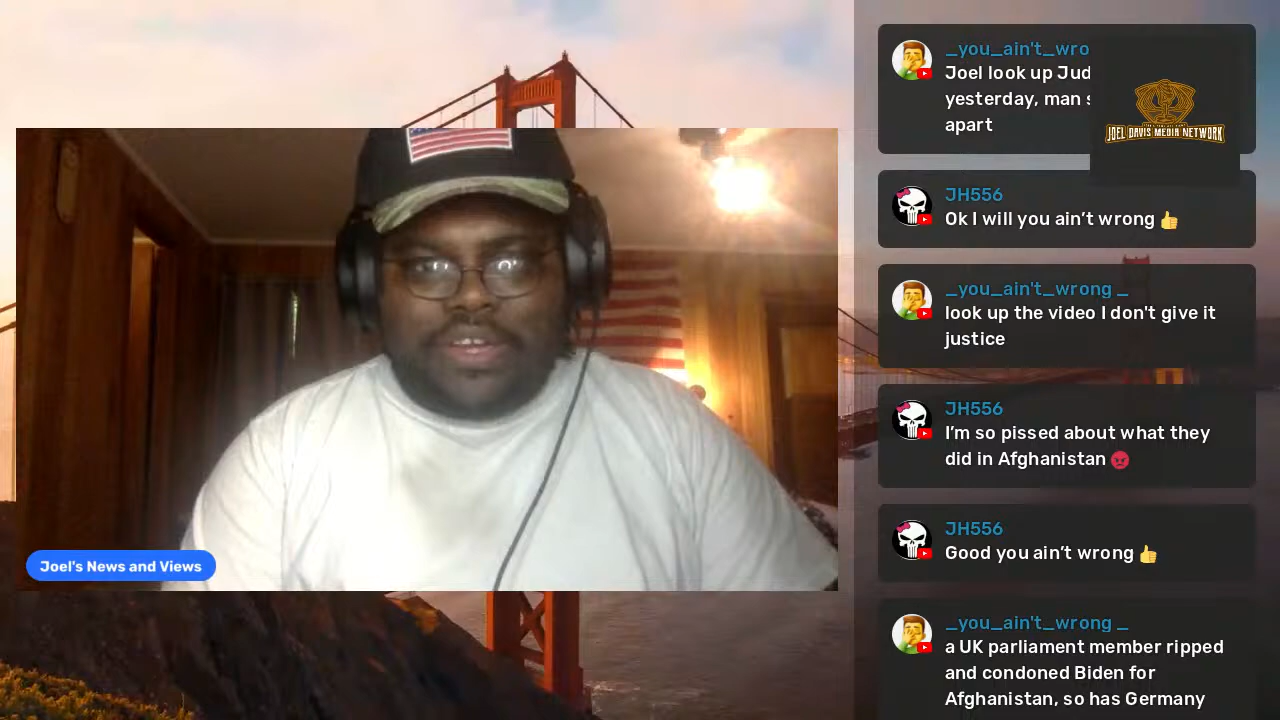 _you_ain't_wro
Joel look up Jud
yesterday, man s
apart
JOEL DAVIS MEDIA NETWORK
JH556
Ok I will you ain’t wrong 👍
_you_ain't_wrong _
look up the video I don't give it
justice
JH556
I’m so pissed about what they
did in Afghanistan 😡
JH556
Good you ain’t wrong 👍
_you_ain't_wrong _
a UK parliament member ripped
and condoned Biden for
Afghanistan, so has Germany
Joel's News and Views